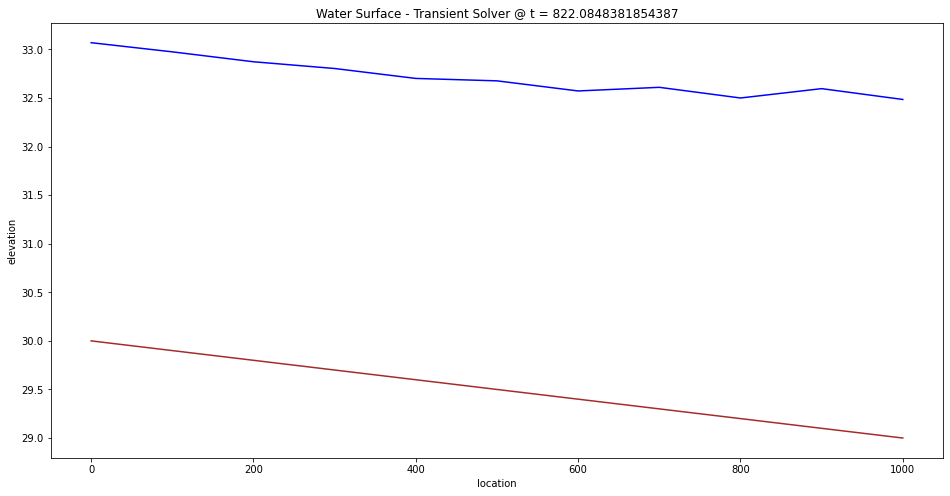 Water Surface - Transient Solver @ t = 822.0848381854387
33.0
32.5
32.0
31.5
31.0
30.5
30.0
29.5
29.0
elevation
0 200 400 600 800 1000
location